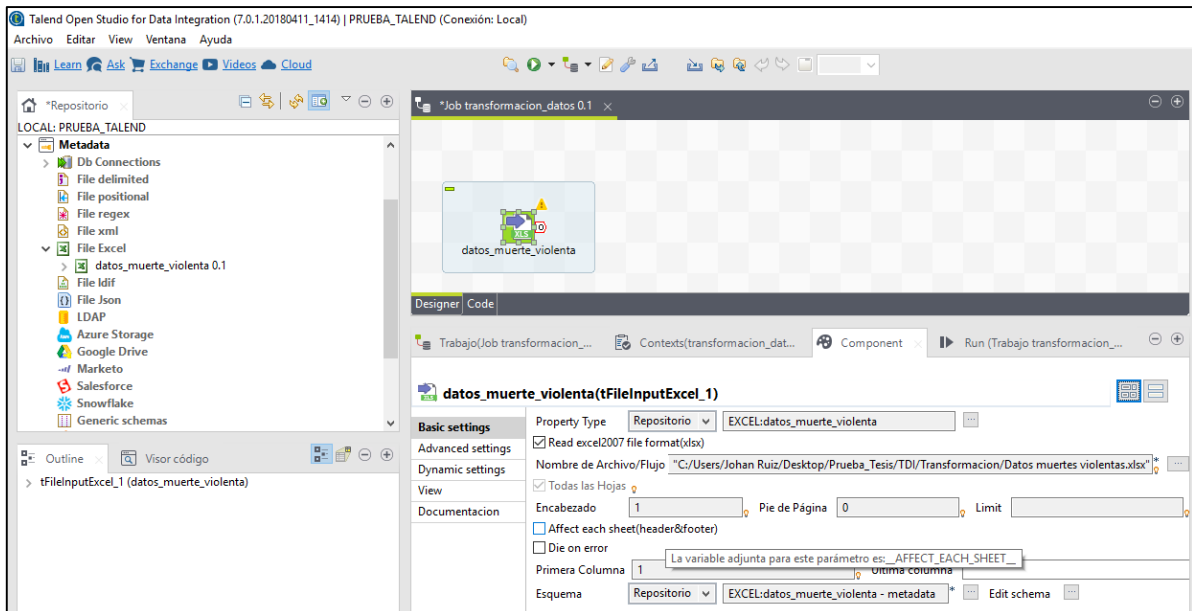 Talend Open Studio for Data Integration (7.0.1.20180411_1414) | PRUEBA_TALEND (Conexión: Local)
Archivo Editar View Ventana Ayuda
Learn Ask Exchange Videos Cloud
*Repositorio
LOCAL: PRUEBA_TALEND
Metadata
Db Connections
File delimited
File positional
File regex
File xml
File Excel
datos_muerte_violenta 0.1
File ldif
File Json
LDAP
Azure Storage
Google Drive
Marketo
Salesforce
Snowflake
Generic schemas
Outline Visor código
tFileInputExcel_1 (datos_muerte_violenta)
*Job transformacion_datos 0.1
XLS
datos_muerte_violenta
Designer Code
Trabajo(Job transformacion_... Contexts(transformacion_dat... Component Run (Trabajo transformacion_...
datos_muerte_violenta(tFileInputExcel_1)
Basic settings
Advanced settings
Dynamic settings
View
Documentacion
Property Type Repositorio EXCEL:datos_muerte_violenta ...
Read excel2007 file format(xlsx)
Nombre de Archivo/Flujo "C:/Users/Johan Ruiz/Desktop/Prueba_Tesis/TDI/Transformacion/Datos muertes violentas.xlsx" * ...
Todas las Hojas
Encabezado 1 Pie de Página 0 Limit
Affect each sheet(header&footer)
Die on error
La variable adjunta para este parámetro es:__AFFECT_EACH_SHEET__
Primera Columna 1 Ultima columna
Esquema Repositorio EXCEL:datos_muerte_violenta - metadata * ... Edit schema ...